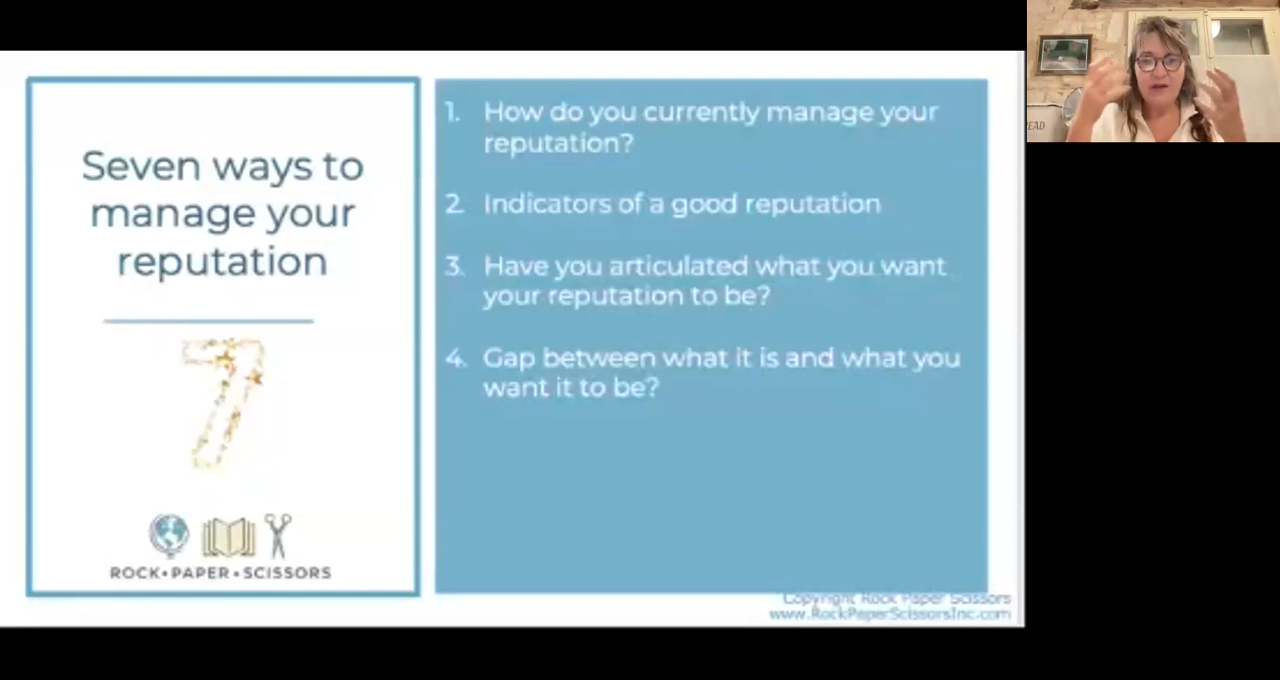 Seven ways to
manage your
reputation
7
ROCK•PAPER•SCISSORS
1. How do you currently manage your
reputation?
2. Indicators of a good reputation
3. Have you articulated what you want
your reputation to be?
4. Gap between what it is and what you
want it to be?
Copyright Rock Paper Scissors
www.RockPaperScissorsInc.com
EAD